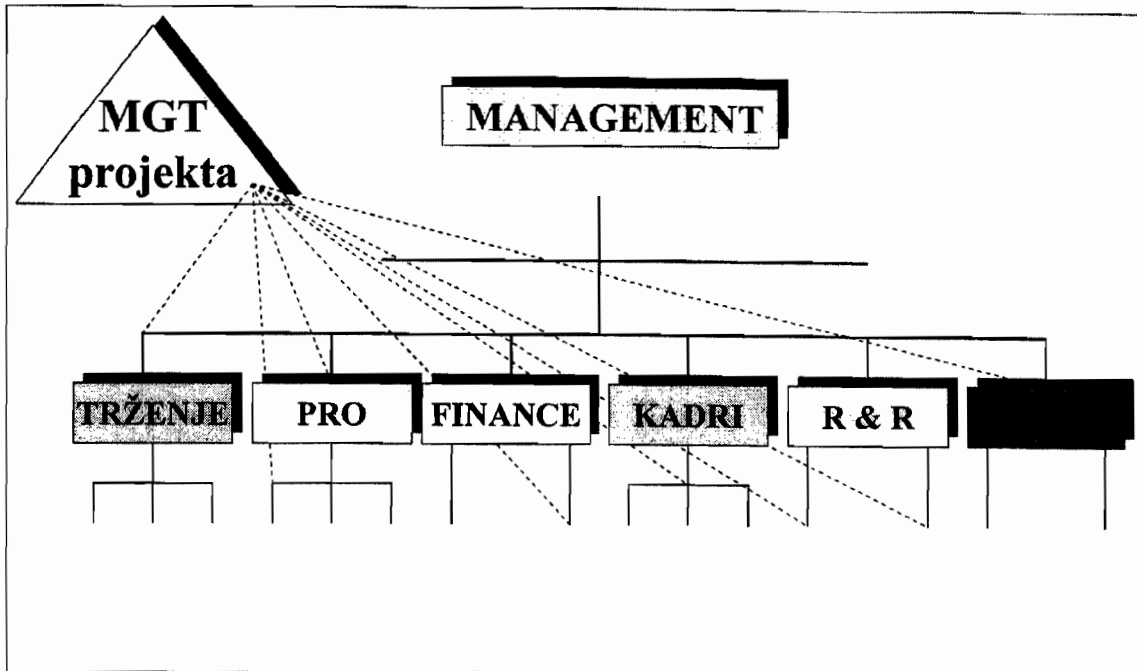 MGT
projekta
MANAGEMENT
TRŽENJE
PRO
FINANCE
KADRI
R & R